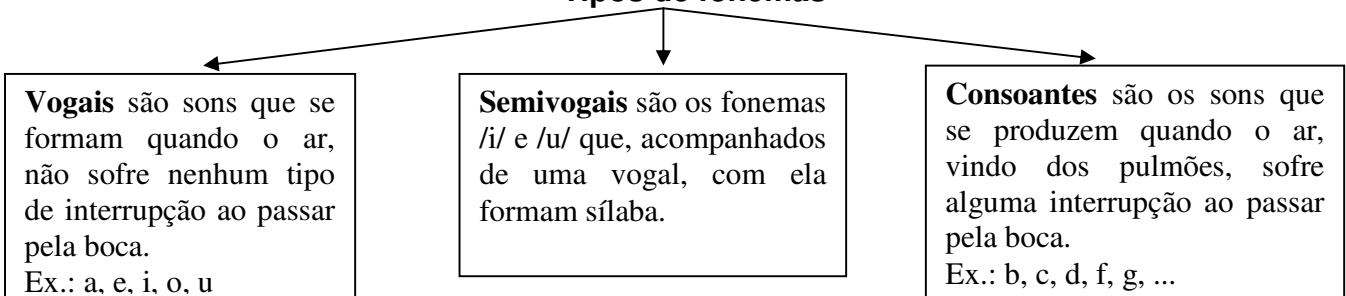 Tipos de fonemas
Vogais são sons que se
formam quando o ar,
não sofre nenhum tipo
de interrupção ao passar
pela boca.
Ex.: a, e, i, o, u
Semivogais são os fonemas
/i/ e /u/ que, acompanhados
de uma vogal, com ela
formam sílaba.
Consoantes são os sons que
se produzem quando o ar,
vindo dos pulmões, sofre
alguma interrupção ao passar
pela boca.
Ex.: b, c, d, f, g, ...